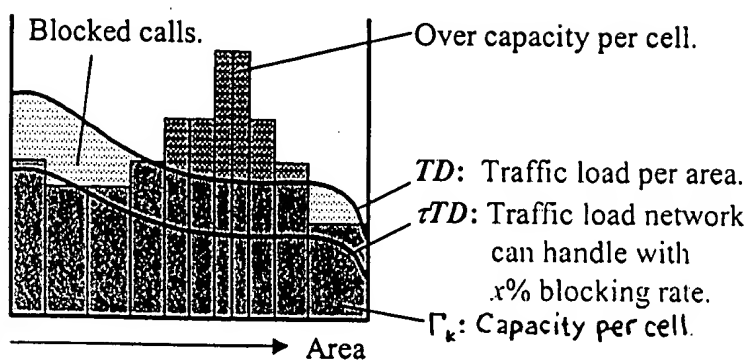 Blocked calls.
Over capacity per cell.
TD: Traffic load per area.
τTD: Traffic load network
can handle with
x% blocking rate.
Γk: Capacity per cell.
Area